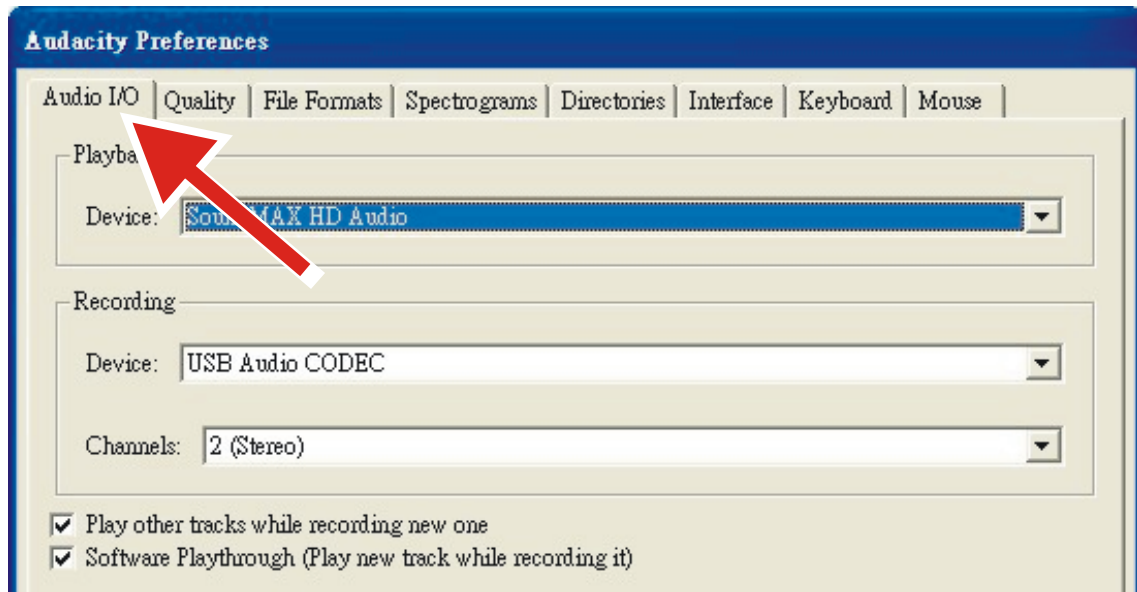 Audacity Preferences
Audio I/O Quality File Formats Spectrograms Directories Interface Keyboard Mouse
Device: MAX HD Audio
Recording
Device: USB Audio CODEC
Channels: 2 (Stereo)
Play other tracks while recording new one
Software Playthrough (Play new track while recording it)